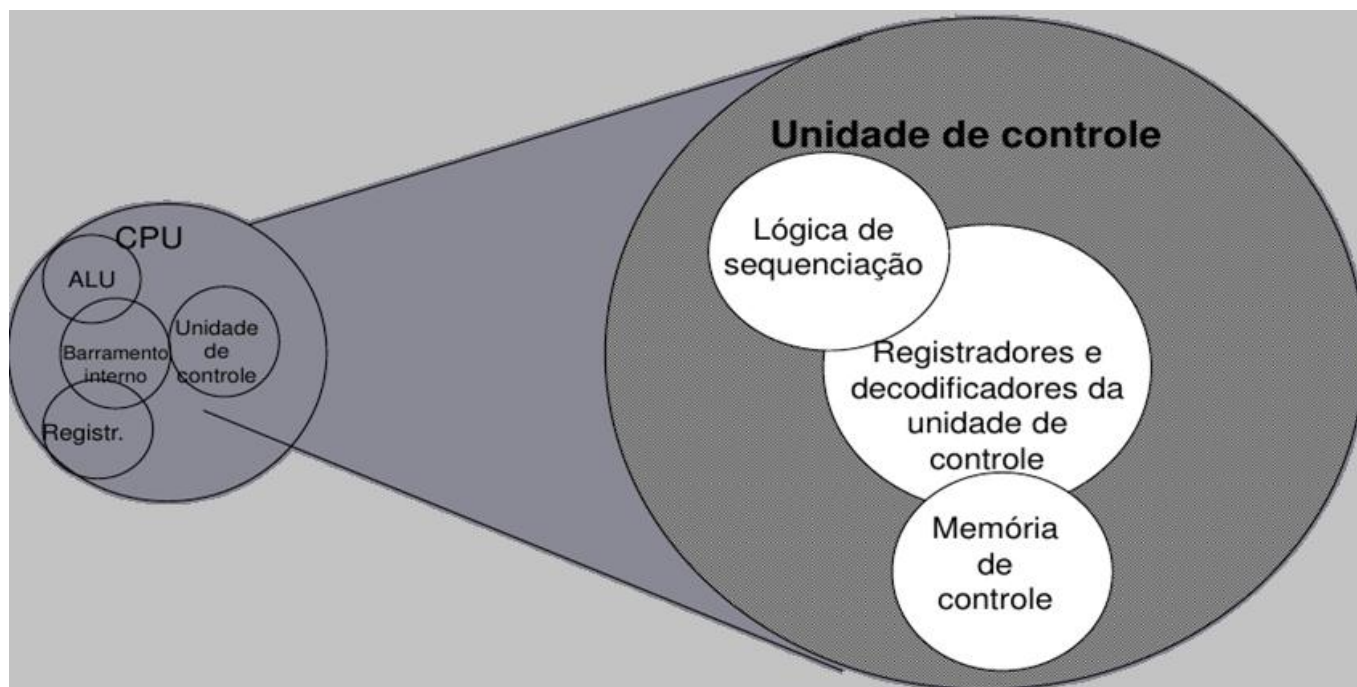 CPU
ALU
Barramento
interno
Unidade
de
controle
Registr.
Unidade de controle
Lógica de
sequenciação
Registradores e
decodificadores da
unidade de
controle
Memória
de
controle